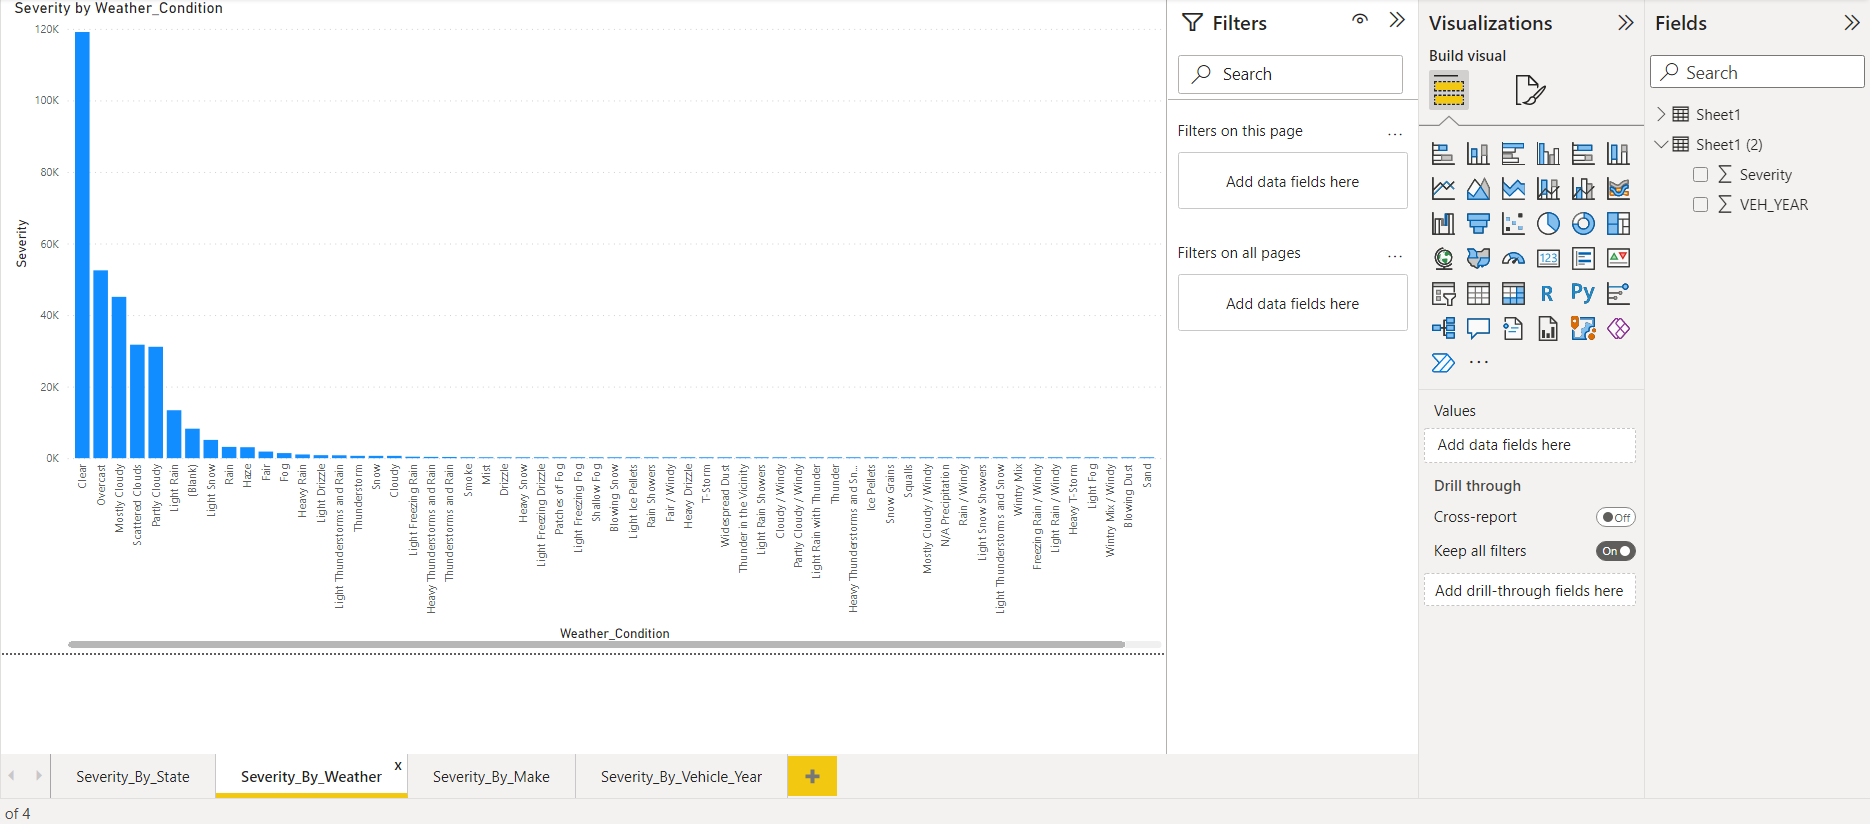 Severity by Weather_Condition
Severity
120K
100K
80K
60K
40K
20K
0K
Clear
Overcast
Mostly Cloudy
Scattered Clouds
Partly Cloudy
Light Rain
(Blank)
Light Snow
Rain
Haze
Fair
Fog
Heavy Rain
Light Drizzle
Light Thunderstorms and Rain
Thunderstorm
Snow
Cloudy
Light Freezing Rain
Heavy Thunderstorms and Rain
Thunderstorms and Rain
Smoke
Mist
Drizzle
Heavy Snow
Light Freezing Drizzle
Patches of Fog
Light Freezing Fog
Shallow Fog
Blowing Snow
Light Ice Pellets
Rain Showers
Fair / Windy
Heavy Drizzle
T-Storm
Widespread Dust
Thunder in the Vicinity
Light Rain Showers
Cloudy / Windy
Partly Cloudy / Windy
Light Rain with Thunder
Thunder
Heavy Thunderstorms and Sn...
Ice Pellets
Snow Grains
Squalls
Mostly Cloudy / Windy
N/A Precipitation
Rain / Windy
Light Snow Showers
Light Thunderstorms and Snow
Wintry Mix
Freezing Rain / Windy
Light Rain / Windy
Heavy T-Storm
Light Fog
Wintry Mix / Windy
Blowing Dust
Sand
Weather_Condition
Filters
Search
Filters on this page ...
Add data fields here
Filters on all pages ...
Add data fields here
Visualizations
Build visual
123
R
Py
...
Values
Add data fields here
Drill through
Cross-report Off
Keep all filters On
Add drill-through fields here
Fields
Search
Sheet1
Sheet1 (2)
Σ Severity
Σ VEH_YEAR
Severity_By_State
Severity_By_Weather x
Severity_By_Make
Severity_By_Vehicle_Year
+
of 4